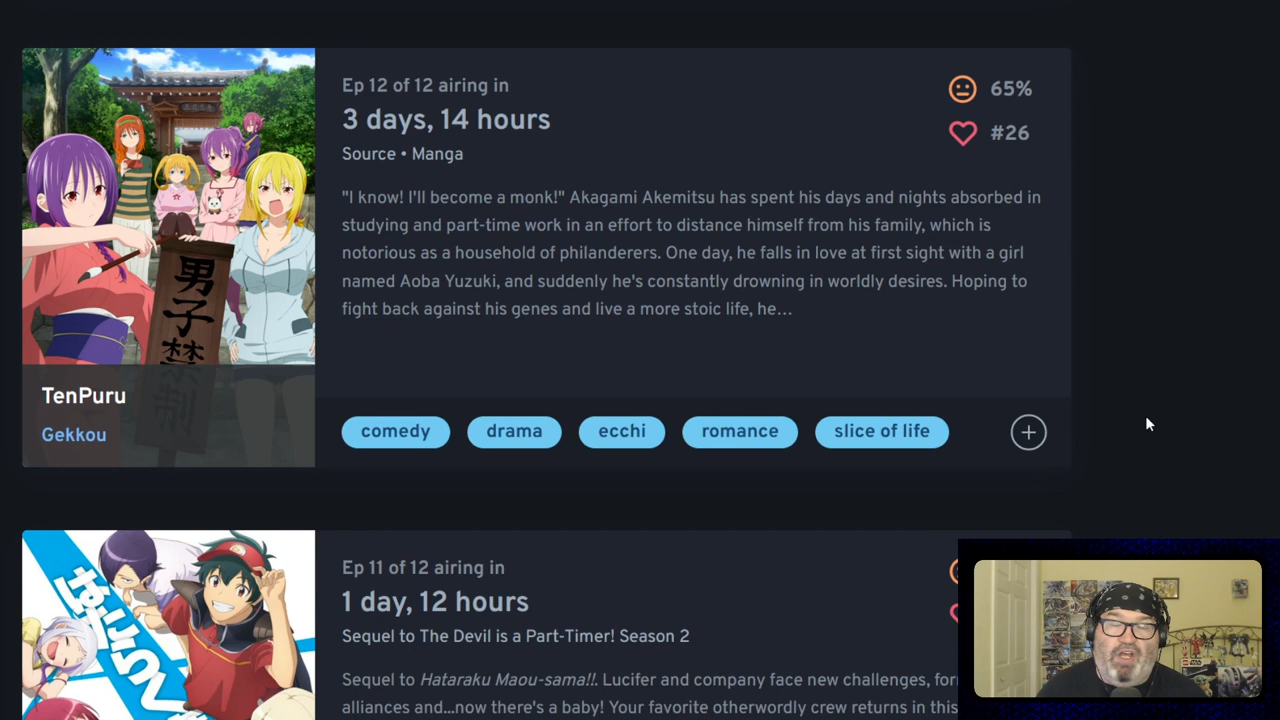 Ep 12 of 12 airing in
3 days, 14 hours
Source • Manga
65%
#26
"I know! I'll become a monk!" Akagami Akemitsu has spent his days and nights absorbed in
studying and part-time work in an effort to distance himself from his family, which is
notorious as a household of philanderers. One day, he falls in love at first sight with a girl
named Aoba Yuzuki, and suddenly he's constantly drowning in worldly desires. Hoping to
fight back against his genes and live a more stoic life, he…
男子禁制
TenPuru
Gekkou
comedy
drama
ecchi
romance
slice of life
Ep 11 of 12 airing in
1 day, 12 hours
Sequel to The Devil is a Part-Timer! Season 2
Sequel to Hataraku Maou-sama!!. Lucifer and company face new challenges, for
alliances and...now there's a baby! Your favorite otherwordly crew returns in this
はたらく